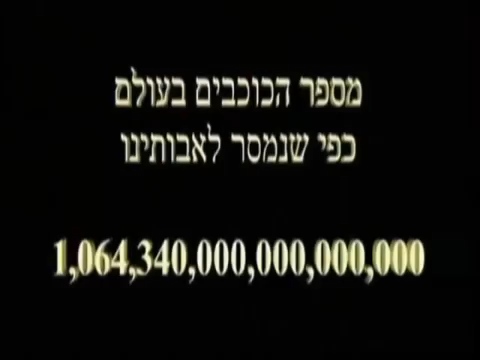 מספר הכוכבים בעולם
כפי שנמסר לאבותינו
1,064,340,000,000,000,000